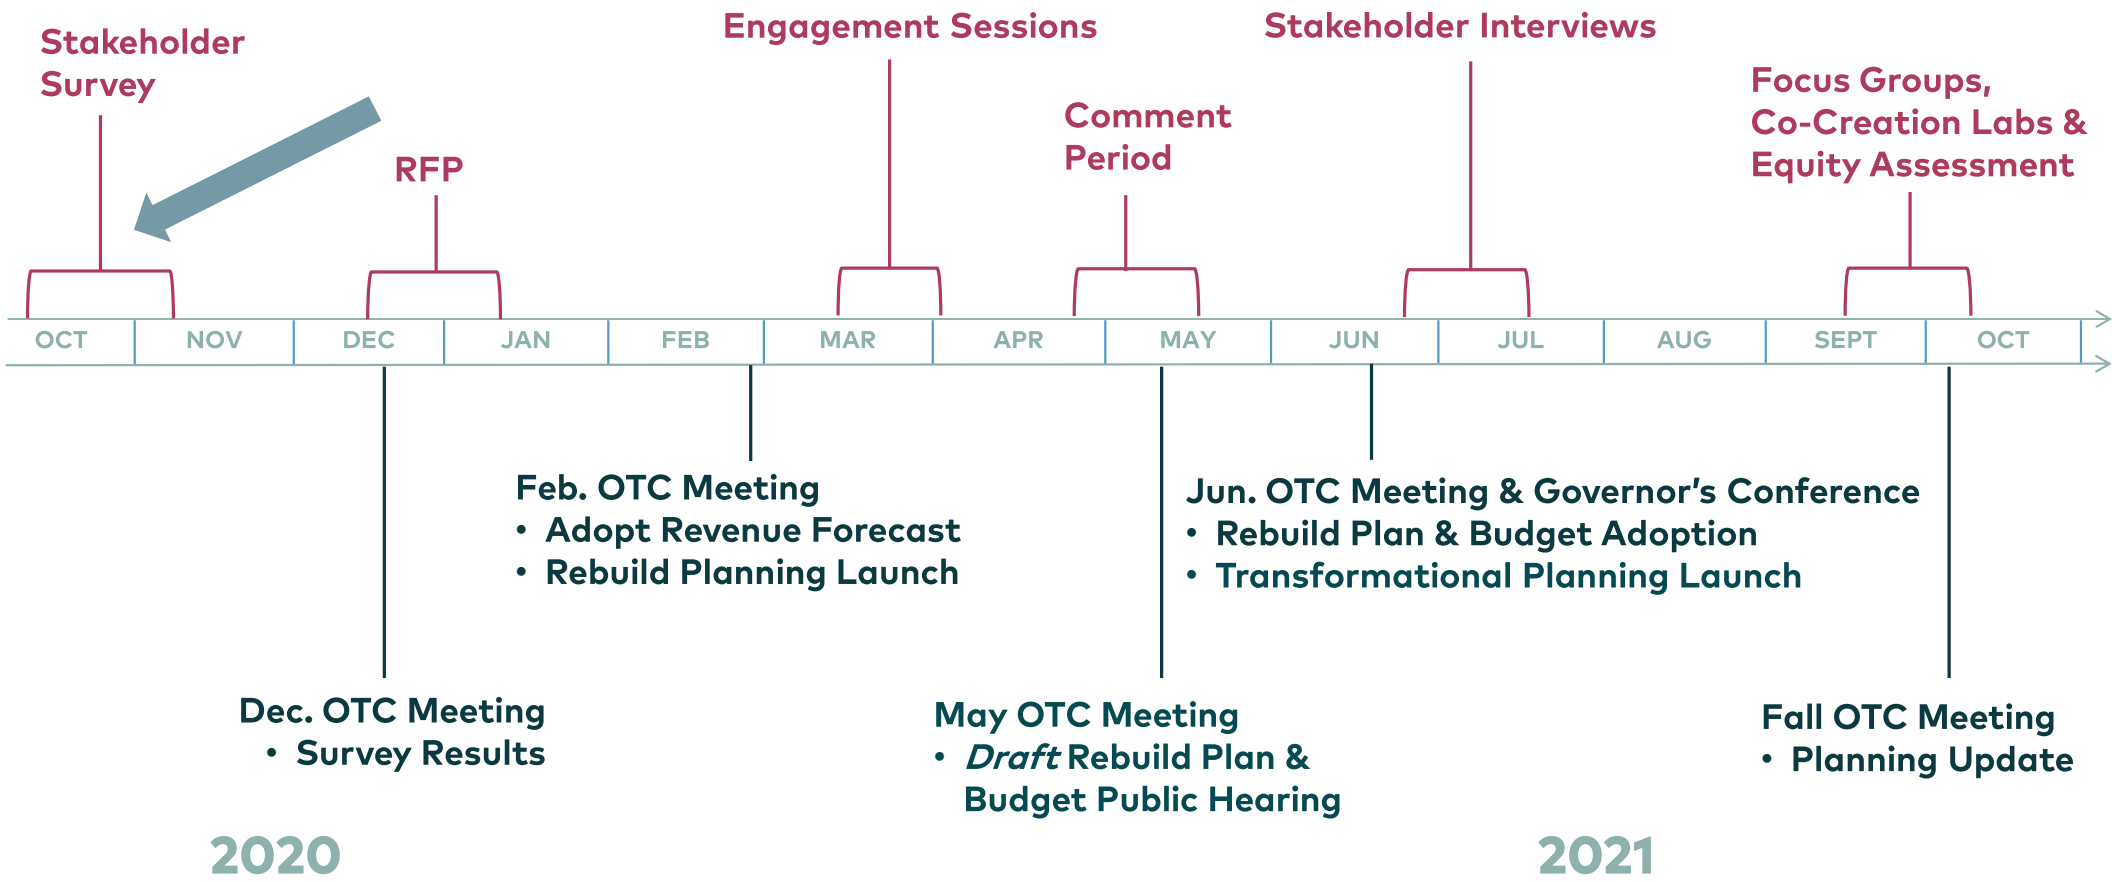 Stakeholder
Survey
RFP
Engagement Sessions
Comment
Period
Stakeholder Interviews
Focus Groups,
Co-Creation Labs &
Equity Assessment
OCT NOV DEC JAN FEB MAR APR MAY JUN JUL AUG SEPT OCT
Dec. OTC Meeting
• Survey Results
Feb. OTC Meeting
• Adopt Revenue Forecast
• Rebuild Planning Launch
May OTC Meeting
• Draft Rebuild Plan &
Budget Public Hearing
Jun. OTC Meeting & Governor's Conference
• Rebuild Plan & Budget Adoption
• Transformational Planning Launch
Fall OTC Meeting
• Planning Update
2020
2021